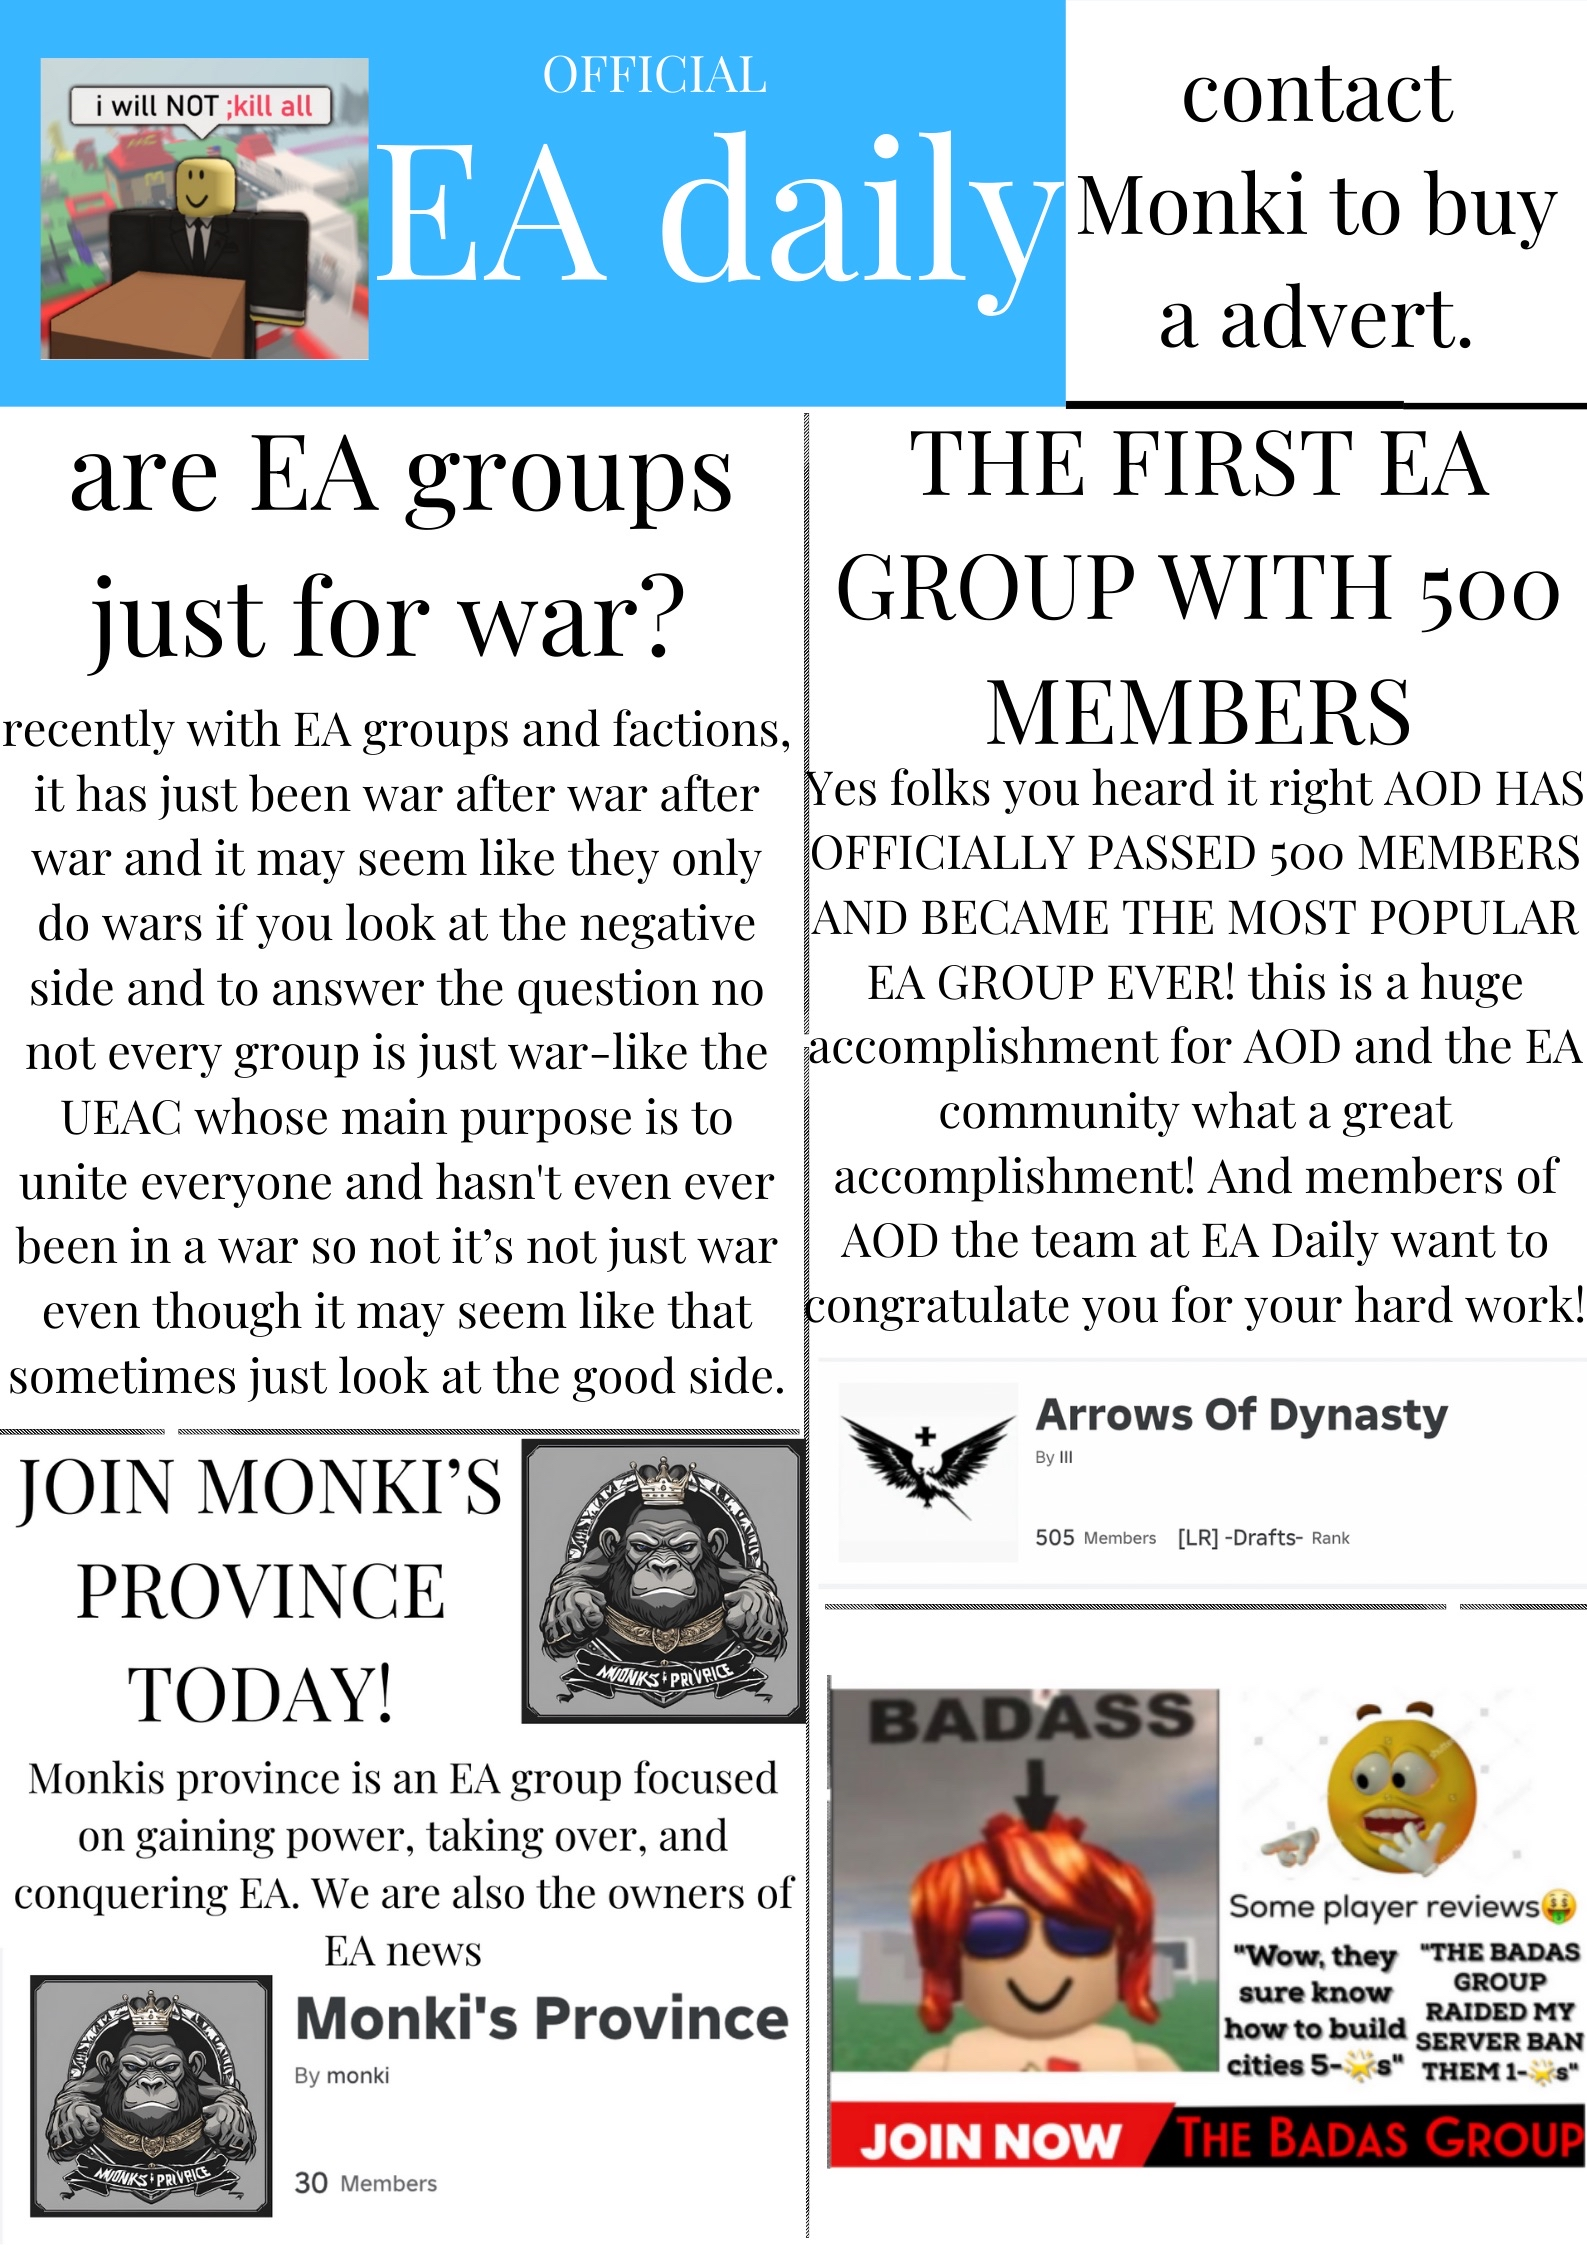 i will NOT ;kill all
OFFICIAL
EA daily
contact
Monki to buy
a advert.
are EA groups
just for war?
recently with EA groups and factions,
it has just been war after war after
war and it may seem like they only
do wars if you look at the negative
side and to answer the question no
not every group is just war-like the
UEAC whose main purpose is to
unite everyone and hasn't even ever
been in a war so not it’s not just war
even though it may seem like that
sometimes just look at the good side.
THE FIRST EA
GROUP WITH 500
MEMBERS
Yes folks you heard it right AOD HAS
OFFICIALLY PASSED 500 MEMBERS
AND BECAME THE MOST POPULAR
EA GROUP EVER! this is a huge
accomplishment for AOD and the EA
community what a great
accomplishment! And members of
AOD the team at EA Daily want to
congratulate you for your hard work!
Arrows Of Dynasty
By III
505 Members [LR] -Drafts- Rank
JOIN MONKI’S
PROVINCE
TODAY!
MONKS PRIVRICE
Monkis province is an EA group focused
on gaining power, taking over, and
conquering EA. We are also the owners of
EA news
MONKS PRIVRICE
Monki's Province
By monki
30 Members
BADASS
Some player reviews🤑
"Wow, they
sure know
how to build
cities 5-🌟s"
"THE BADAS
GROUP
RAIDED MY
SERVER BAN
THEM 1-🌟s"
JOIN NOW
THE BADAS GROUP